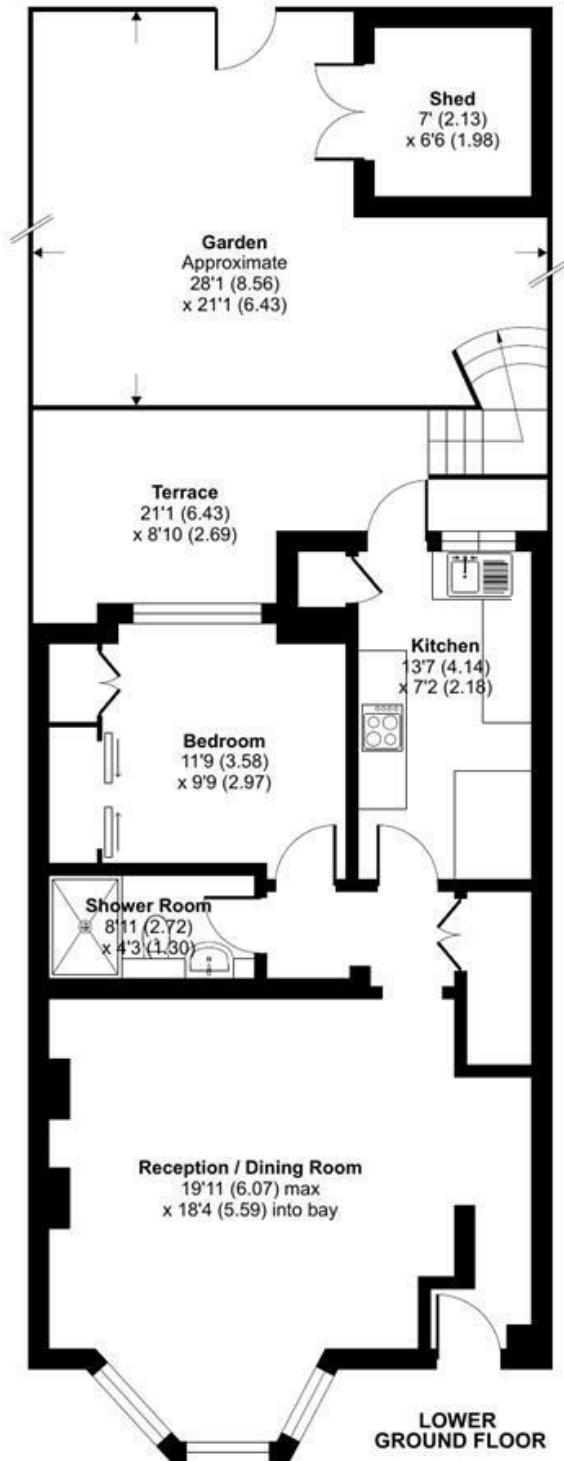 Shed
7' (2.13)
x 6'6 (1.98)
Garden
Approximate
28'1 (8.56)
x 21'1 (6.43)
Terrace
21'1 (6.43)
x 8'10 (2.69)
Kitchen
13'7 (4.14)
x 7'2 (2.18)
Bedroom
11'9 (3.58)
x 9'9 (2.97)
Shower Room
8'11 (2.72)
x 4'3 (1.30)
Reception / Dining Room
19'11 (6.07) max
x 18'4 (5.59) into bay
LOWER
GROUND FLOOR